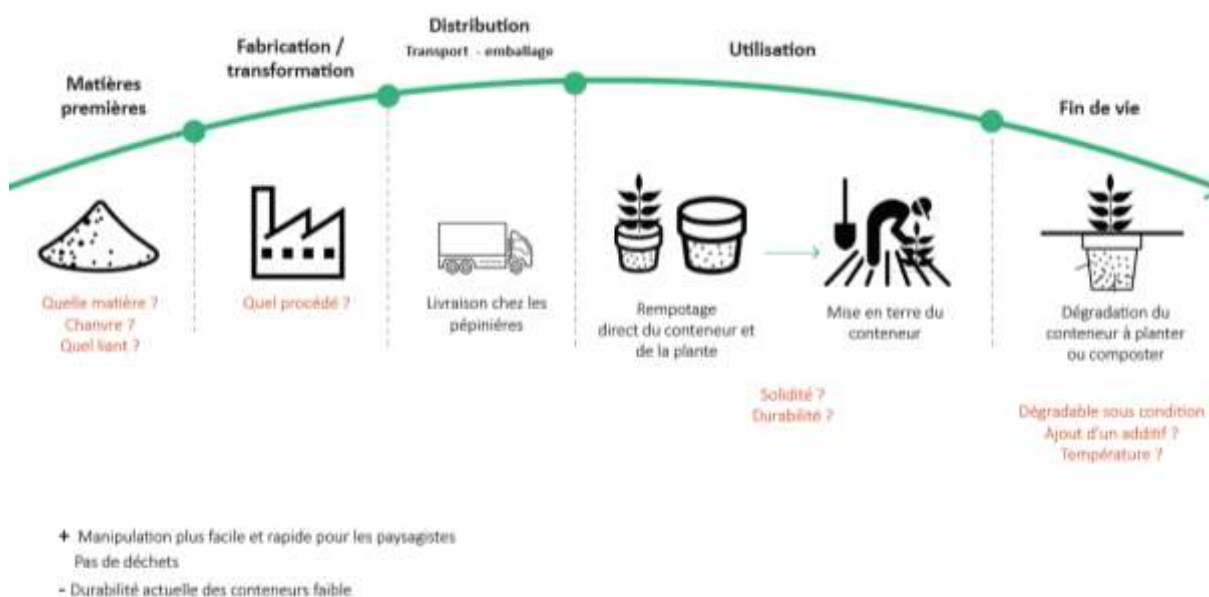 Matières
premières
Fabrication /
transformation
Distribution
Transport - emballage
Utilisation
Fin de vie
Quelle matière ?
Chanvre ?
Quel liant ?
Quel procédé ?
Livraison chez les
pépinières
Rempotage
direct du conteneur et
de la plante
Mise en terre du
conteneur
Dégradation du
conteneur à planter
ou composter
Solidité ?
Durabilité ?
Dégradable sous condition
Ajout d'un additif ?
Température ?
+ Manipulation plus facile et rapide pour les paysagistes
Pas de déchets
- Durabilité actuelle des conteneurs faible